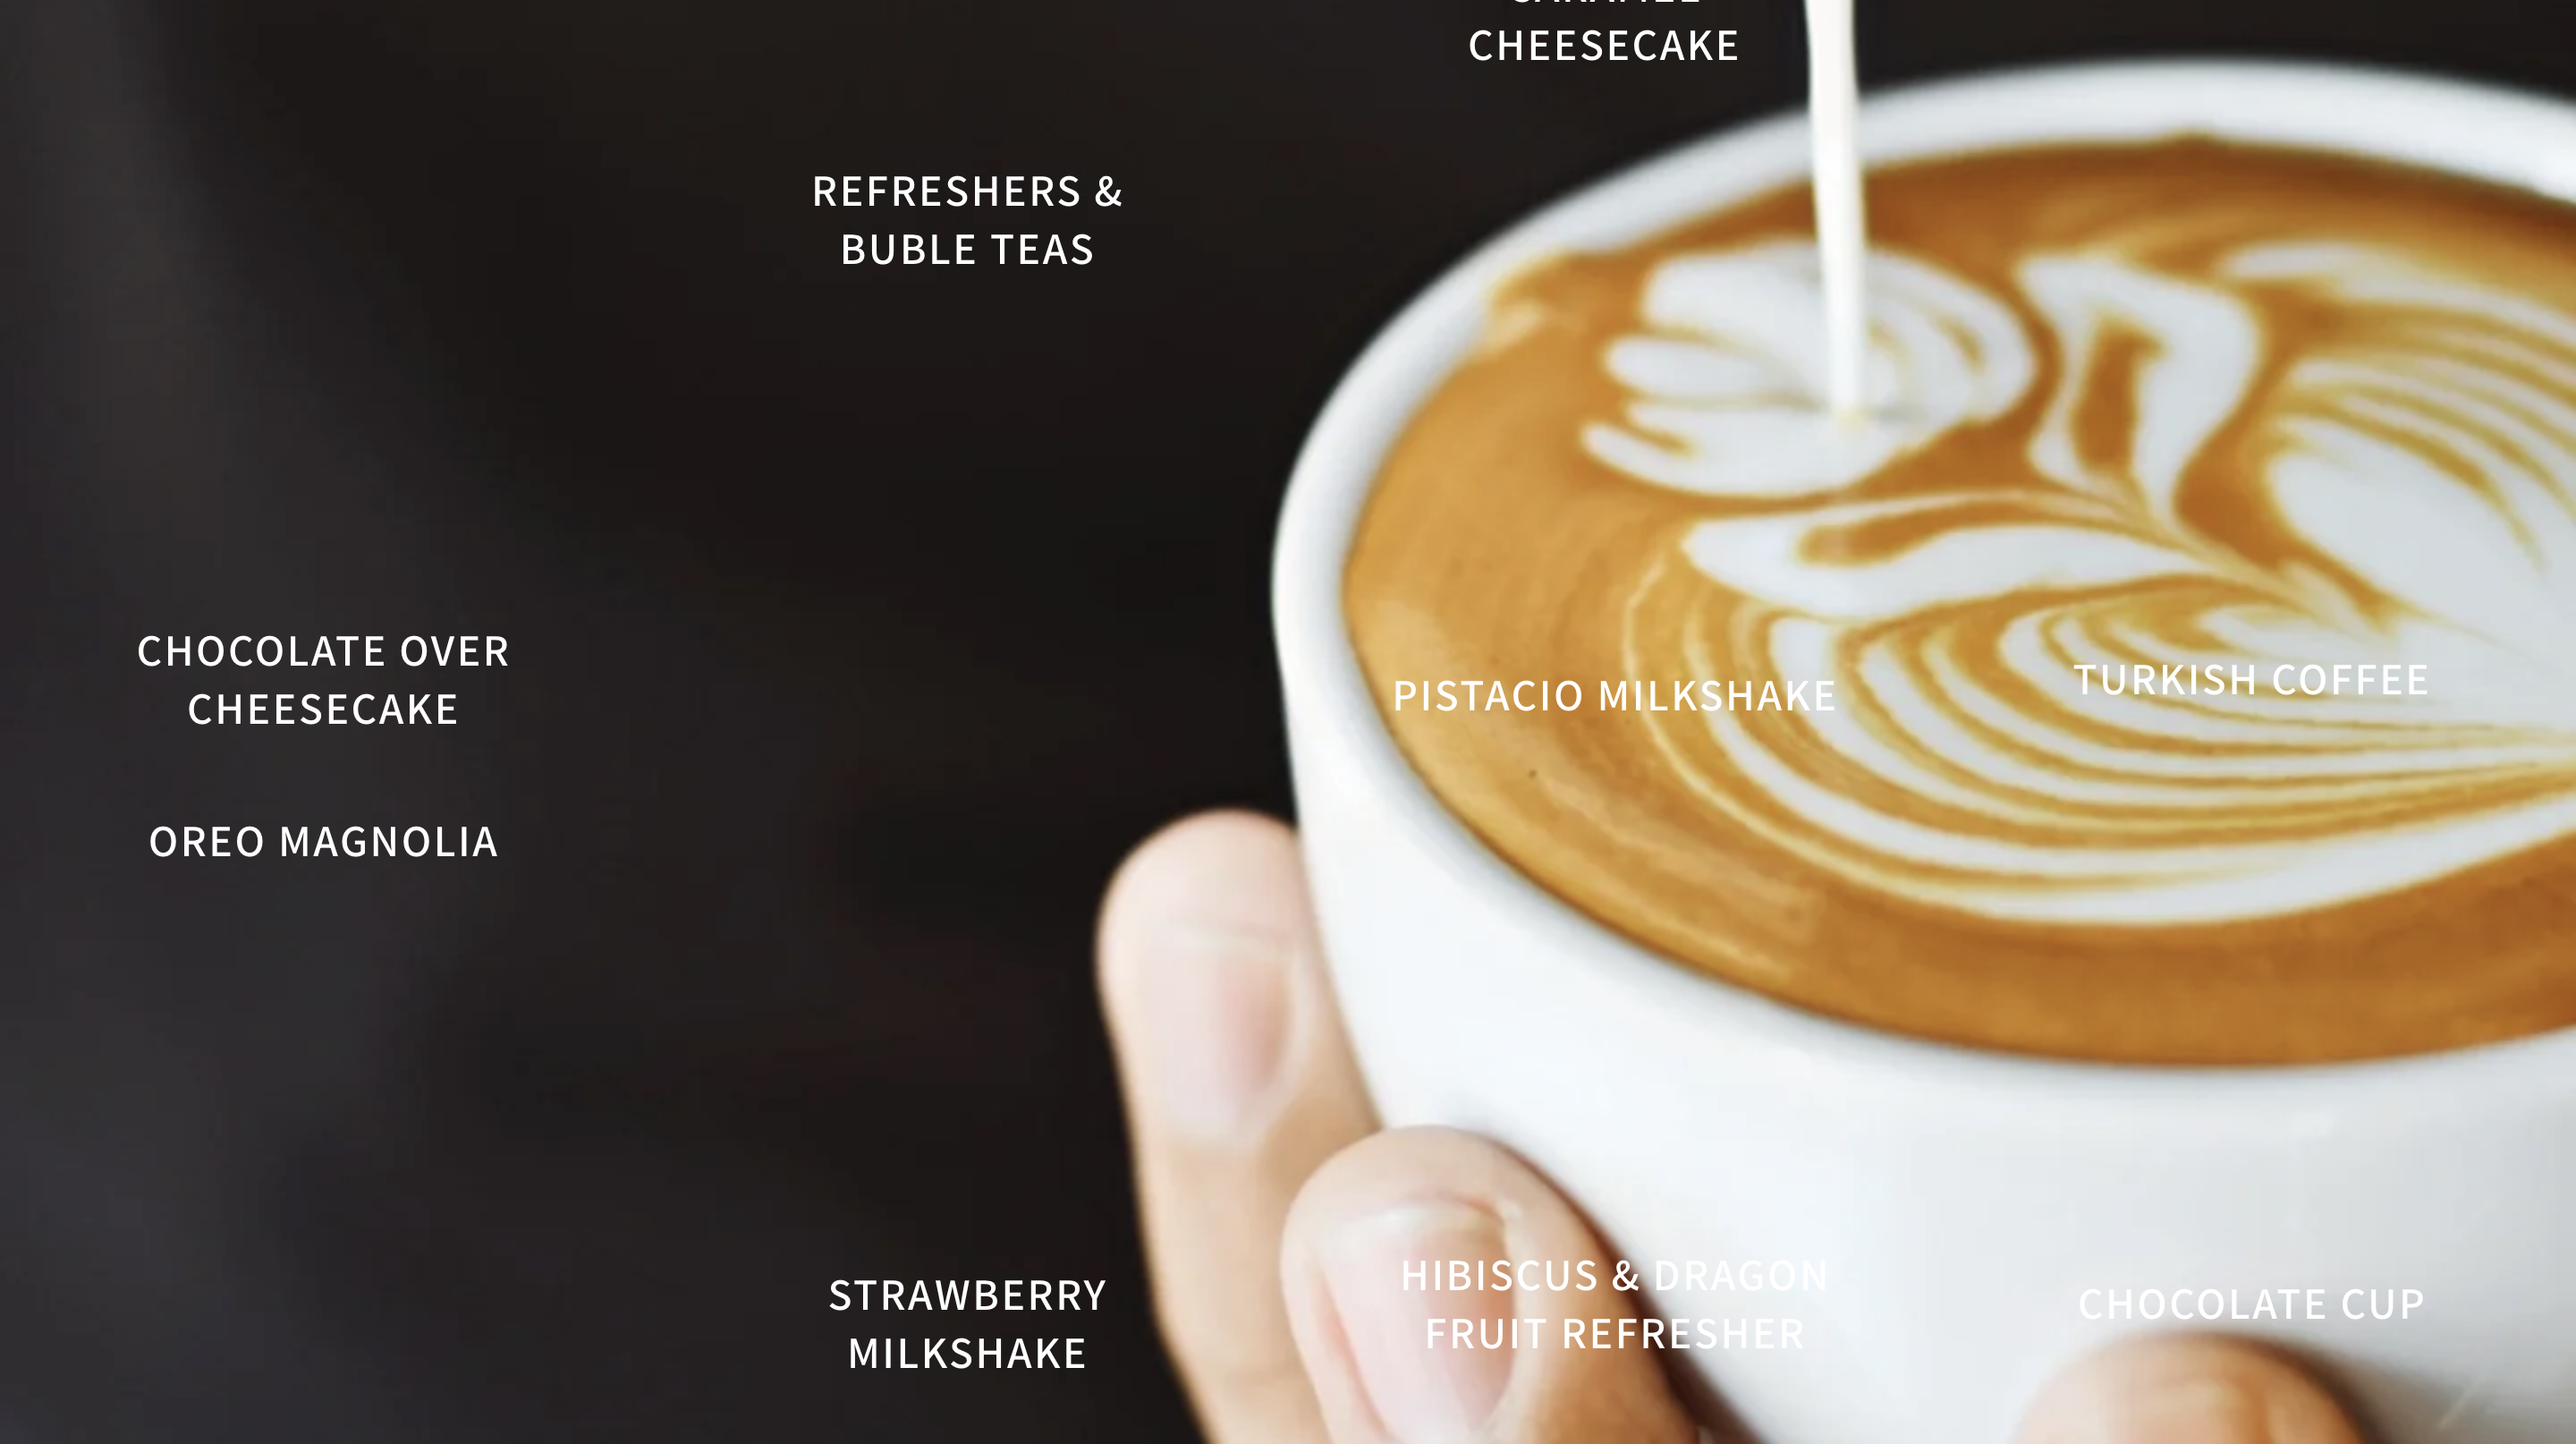 CHEESECAKE
REFRESHERS &
BUBLE TEAS
CHOCOLATE OVER
CHEESECAKE
PISTACIO MILKSHAKE
TURKISH COFFEE
OREO MAGNOLIA
STRAWBERRY
MILKSHAKE
HIBISCUS & DRAGON
FRUIT REFRESHER
CHOCOLATE CUP